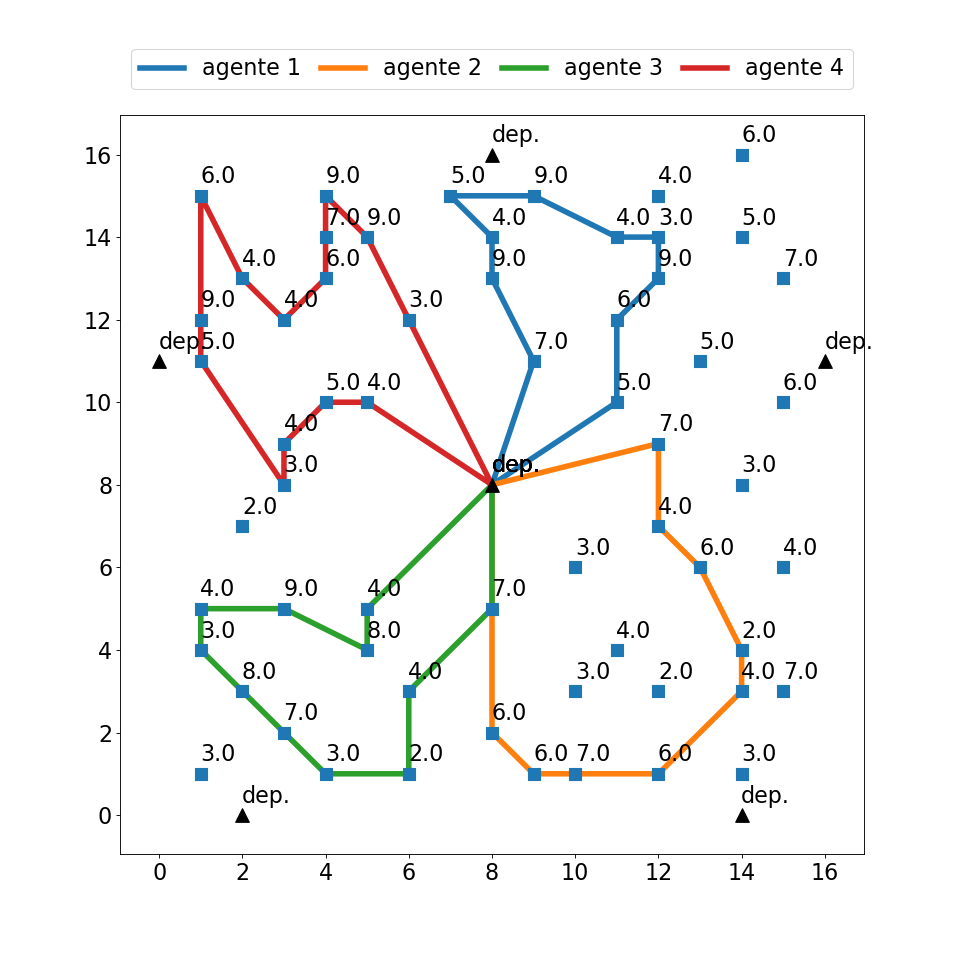 agente 1 agente 2 agente 3 agente 4
dep. 6.0
16
6.0 9.0 5.0 9.0 4.0
7.0 9.0 4.0 4.0 3.0 5.0
14
4.0 6.0 9.0 9.0 7.0
9.0 4.0 3.0 6.0
12
dep. 5.0 7.0 5.0 dep.
5.0 4.0 5.0 6.0
10
4.0 7.0
3.0 dep. 3.0
8
2.0 4.0
3.0 6.0 4.0
6
4.0 9.0 4.0 7.0
3.0 8.0 4.0 2.0
4
8.0 4.0 3.0 2.0 4.0 7.0
7.0 6.0
2
3.0 3.0 2.0 6.0 7.0 6.0 3.0
dep. dep.
0
0 2 4 6 8 10 12 14 16